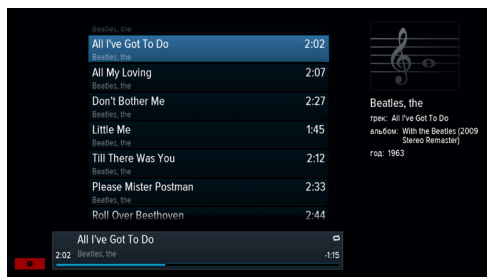 Beatles, the
All I've Got To Do 2:02
Beatles, the
All My Loving 2:07
Beatles, the
Don't Bother Me 2:27
Beatles, the
Little Me 1:45
Beatles, the
Till There Was You 2:12
Beatles, the
Please Mister Postman 2:33
Beatles, the
Roll Over Beethoven 2:44
Beatles, the
трек: All I've Got To Do
альбом: With the Beatles (2009
Stereo Remaster)
год: 1963
All I've Got To Do
2:02 Beatles, the -1:15